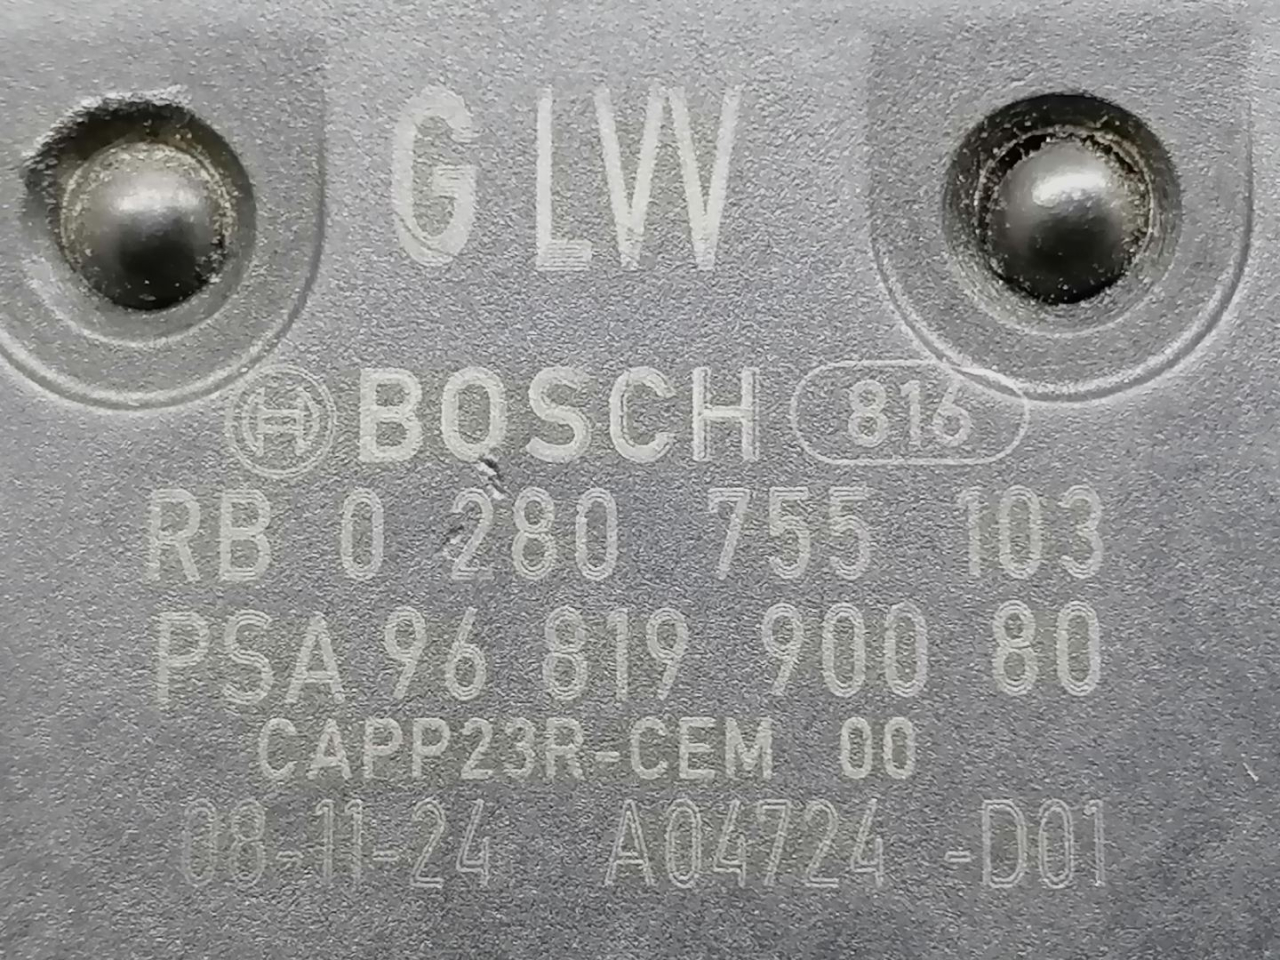 G LW
BOSCH 816
RB 0 280 755 103
PSA 96 819 900 80
CAPP23R-CEM 00
08-11-24 A04724 -D01